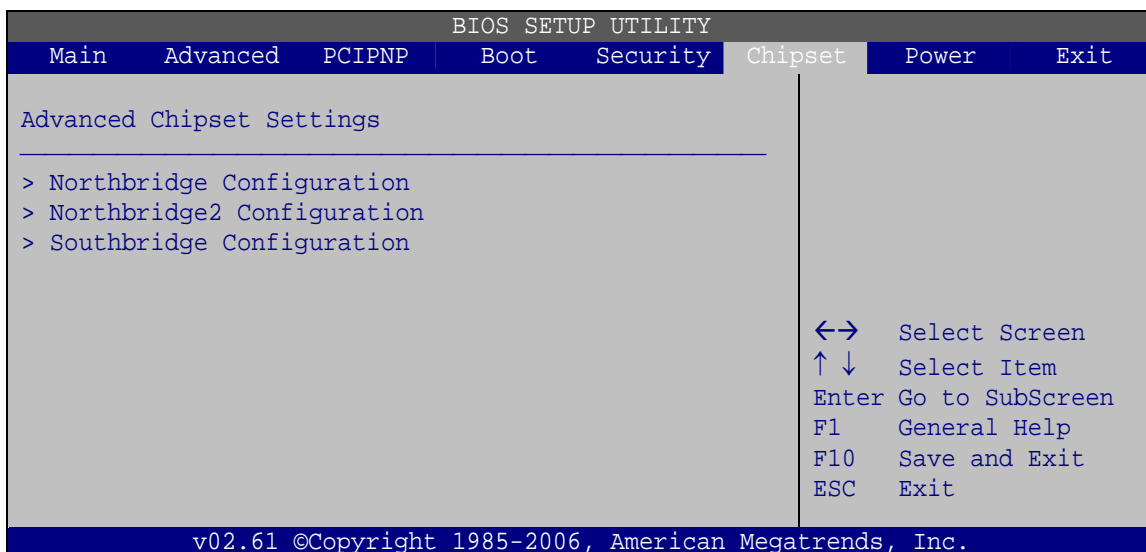 BIOS SETUP UTILITY
Main Advanced PCIPNP Boot Security Chipset Power Exit
Advanced Chipset Settings
> Northbridge Configuration
> Northbridge2 Configuration
> Southbridge Configuration
←→ Select Screen
↑ ↓ Select Item
Enter Go to SubScreen
F1 General Help
F10 Save and Exit
ESC Exit
v02.61 ©Copyright 1985-2006, American Megatrends, Inc.